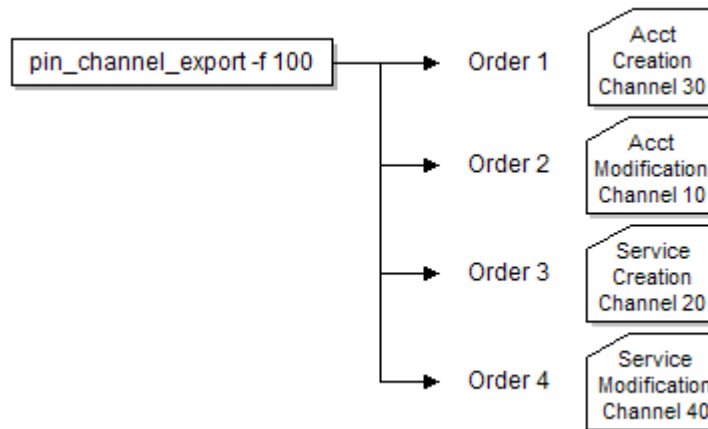 pin_channel_export -f 100
Order 1
Acct
Creation
Channel 30
Order 2
Acct
Modification
Channel 10
Order 3
Service
Creation
Channel 20
Order 4
Service
Modification
Channel 40